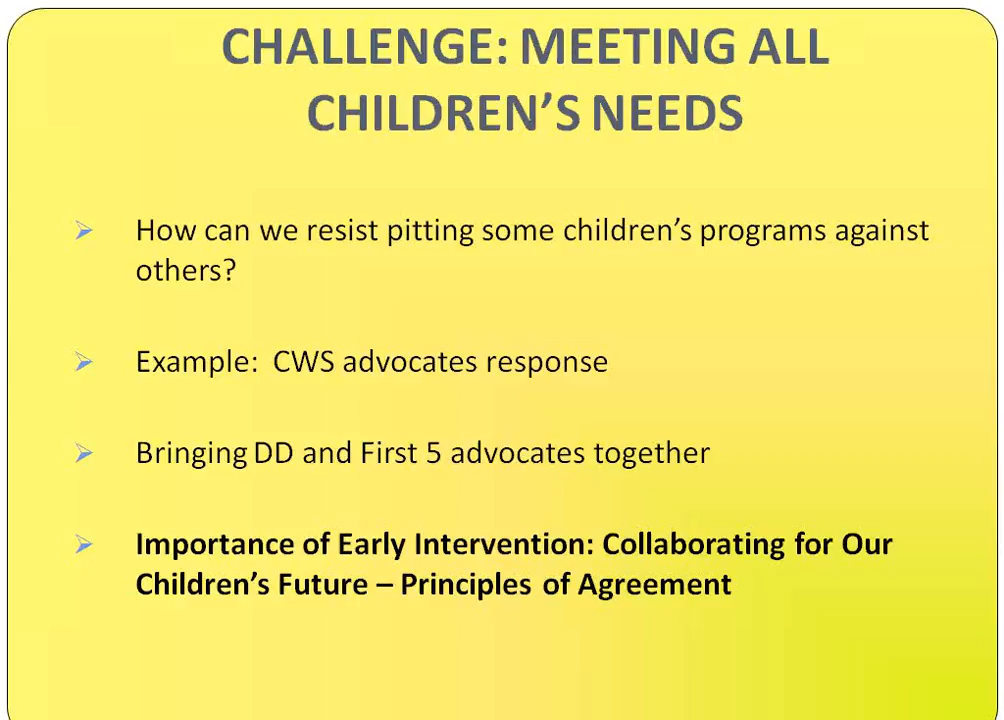 CHALLENGE: MEETING ALL
CHILDREN’S NEEDS
How can we resist pitting some children’s programs against
others?
Example:  CWS advocates response
Bringing DD and First 5 advocates together
Importance of Early Intervention: Collaborating for Our
Children’s Future – Principles of Agreement